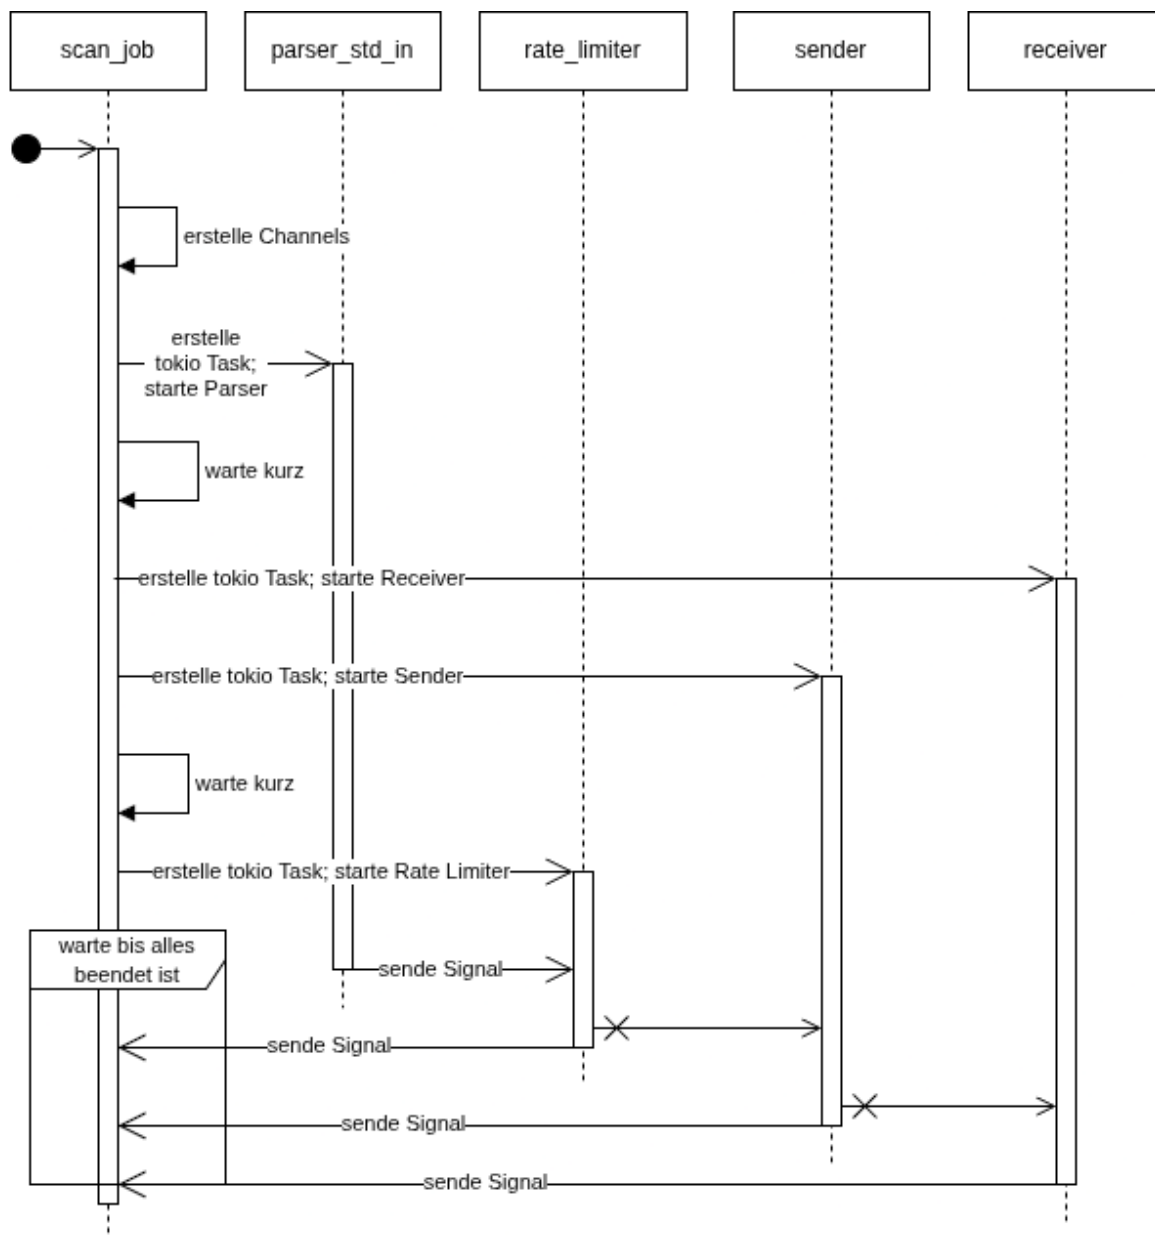 scan_job
parser_std_in
rate_limiter
sender
receiver
erstelle Channels
erstelle
tokio Task;
starte Parser
warte kurz
erstelle tokio Task; starte Receiver
erstelle tokio Task; starte Sender
warte kurz
erstelle tokio Task; starte Rate Limiter
warte bis alles
beendet ist
sende Signal
sende Signal
sende Signal
sende Signal